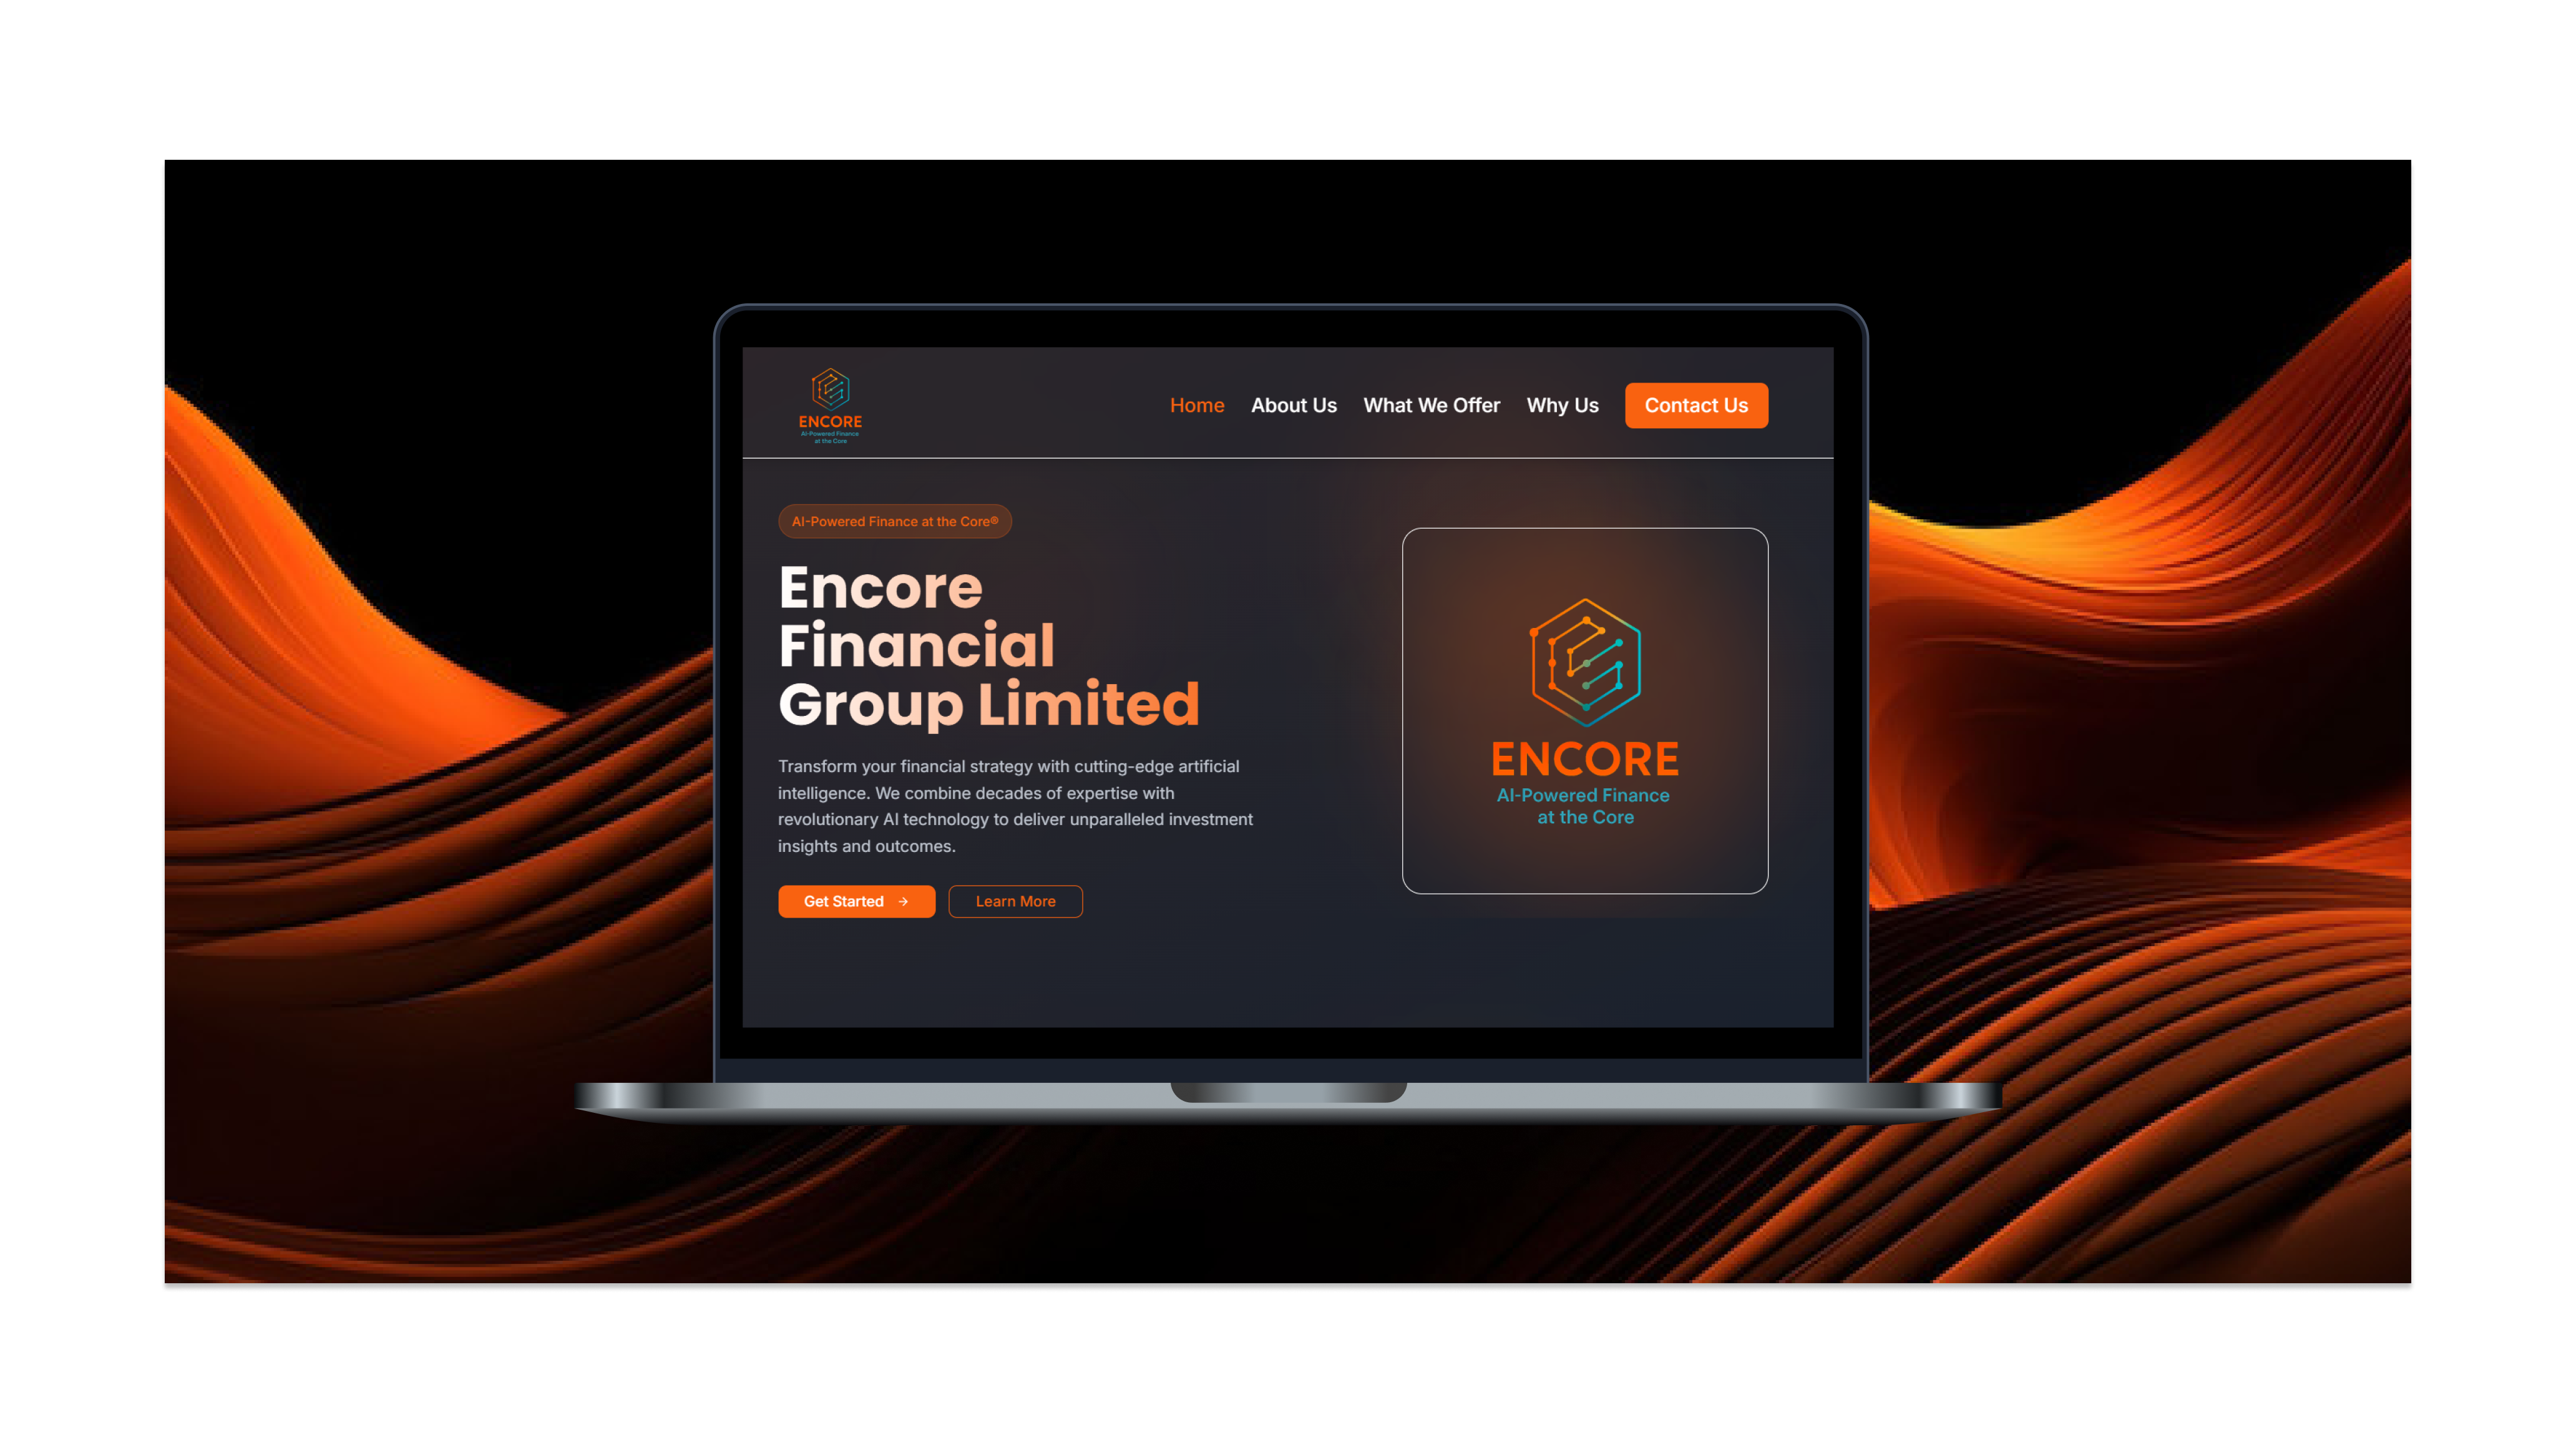 ENCORE
AI-Powered Finance
at the Core
Home About Us What We Offer Why Us Contact Us
AI-Powered Finance at the Core®
Encore
Financial
Group Limited
Transform your financial strategy with cutting-edge artificial
intelligence. We combine decades of expertise with
revolutionary AI technology to deliver unparalleled investment
insights and outcomes.
Get Started → Learn More
ENCORE
AI-Powered Finance
at the Core